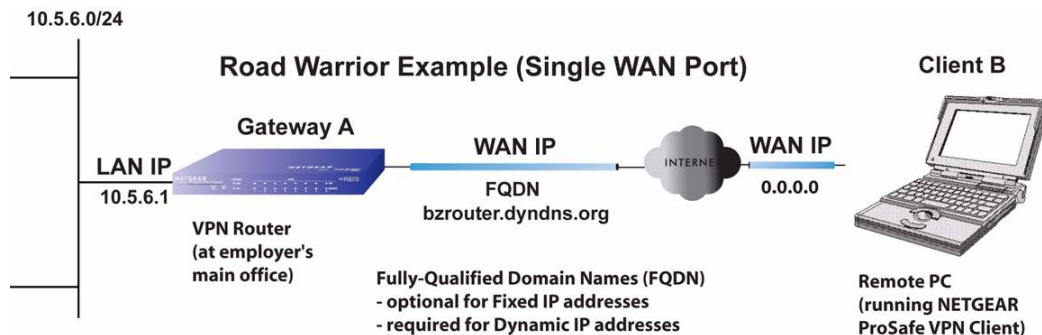 10.5.6.0/24
Road Warrior Example (Single WAN Port)
Client B
Gateway A
LAN IP
10.5.6.1
NETGEAR
WAN IP
FQDN
bzrouter.dyndns.org
INTERNE
WAN IP
0.0.0.0
VPN Router
(at employer's
main office)
Fully-Qualified Domain Names (FQDN)
- optional for Fixed IP addresses
- required for Dynamic IP addresses
Remote PC
(running NETGEAR
ProSafe VPN Client)